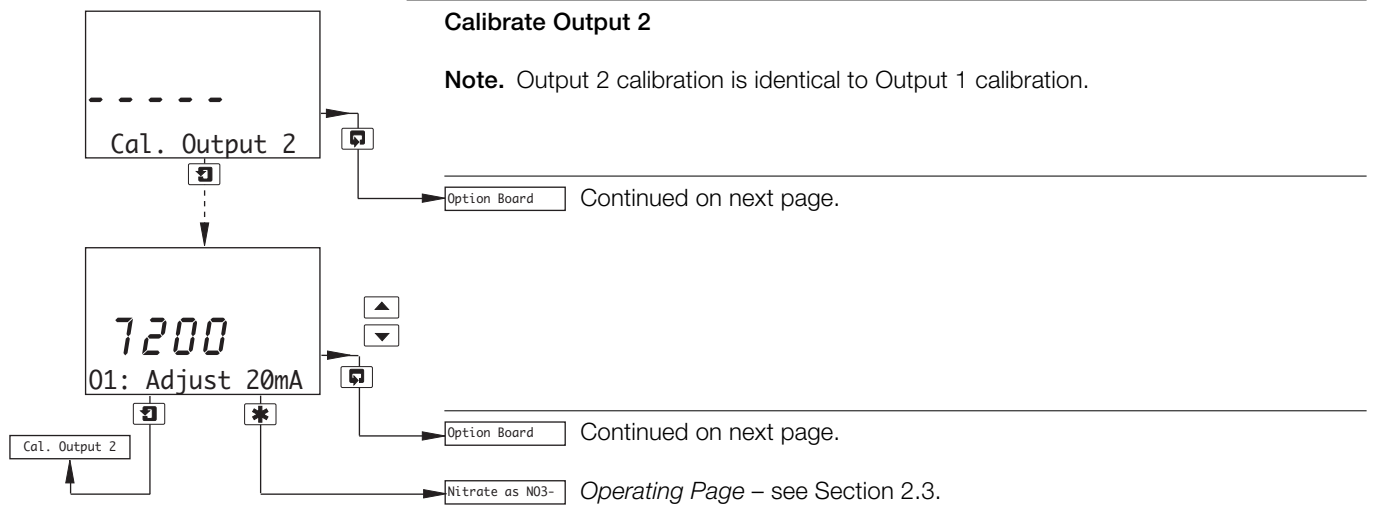 Calibrate Output 2
Note. Output 2 calibration is identical to Output 1 calibration.
- - - - -
Cal. Output 2
Option Board Continued on next page.
7200
O1: Adjust 20mA
Cal. Output 2
Option Board Continued on next page.
Nitrate as NO3- Operating Page – see Section 2.3.